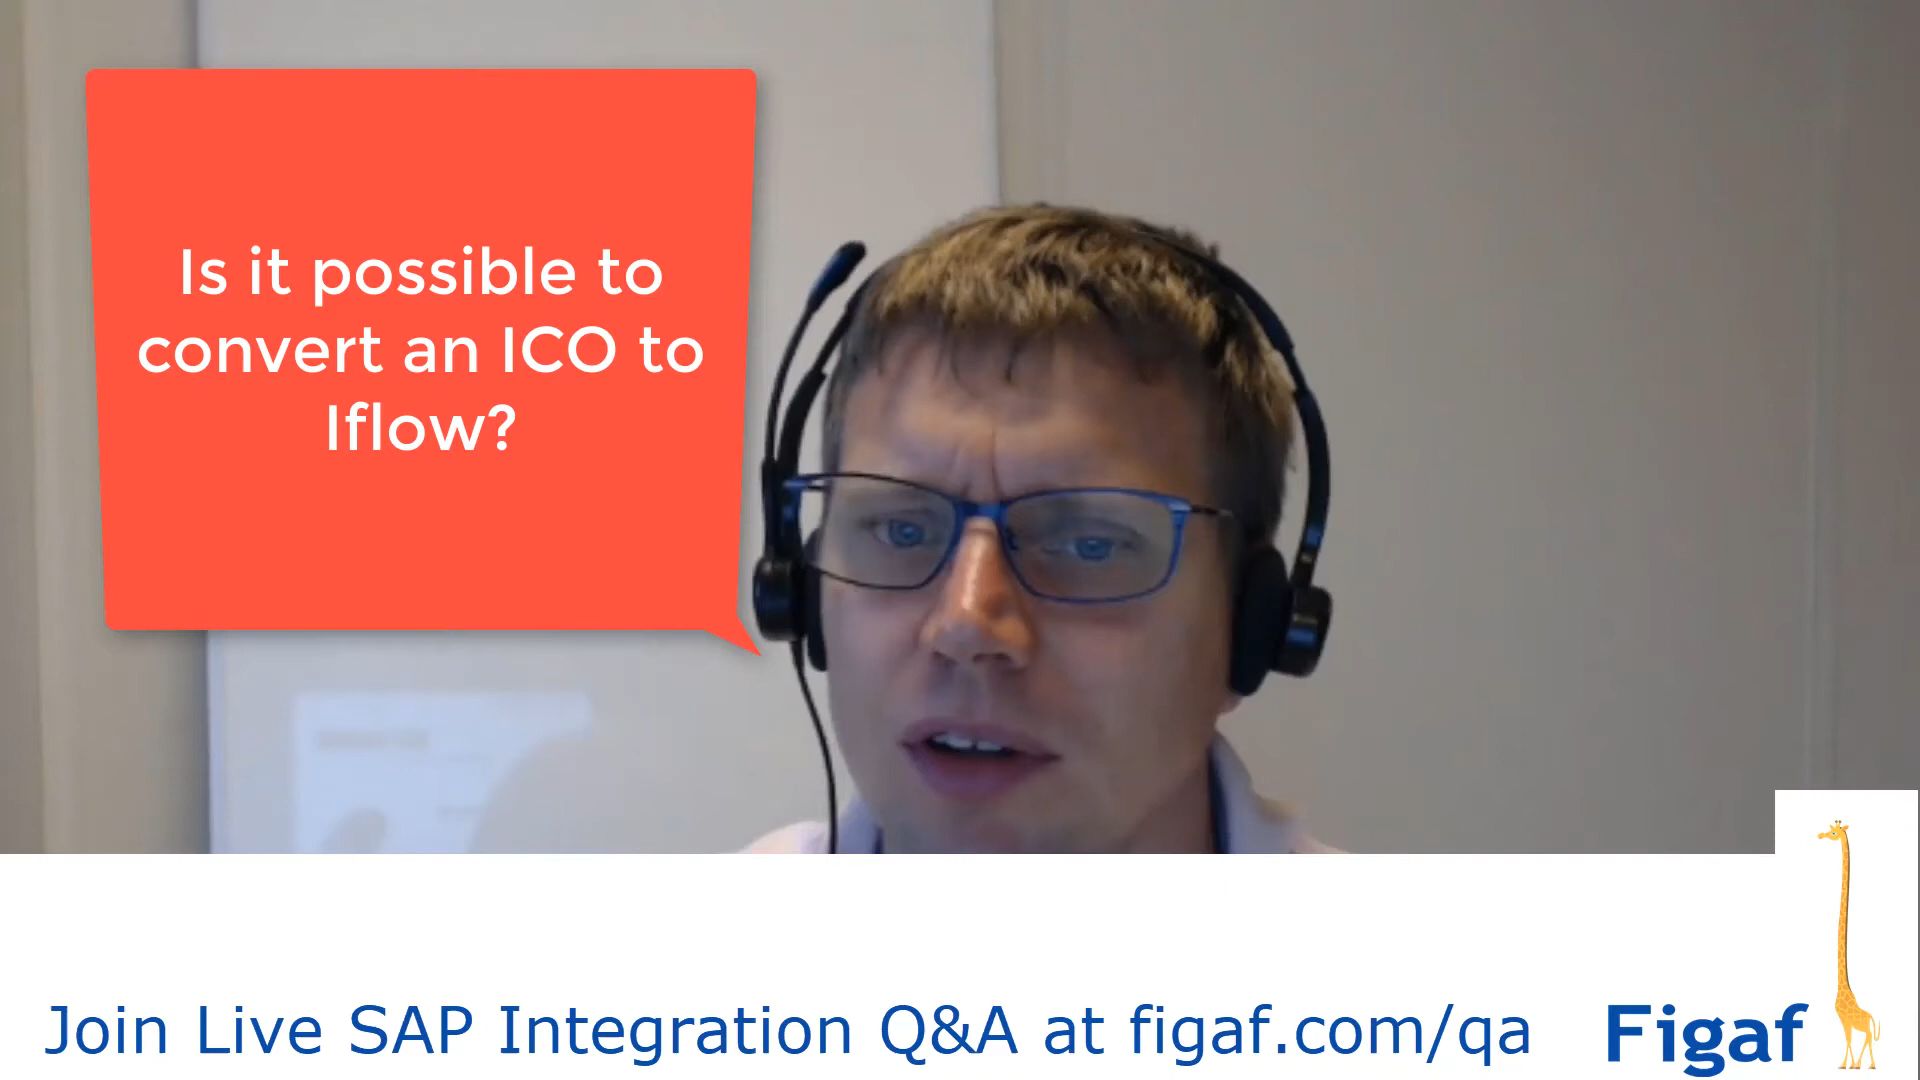 Is it possible to
convert an ICO to
Iflow?
Join Live SAP Integration Q&A at figaf.com/qa
Figaf